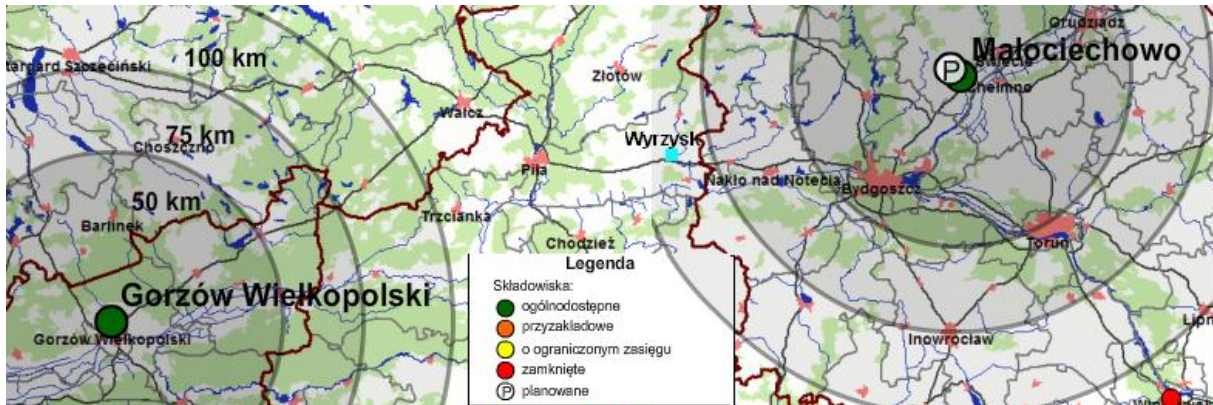 Grudziądz
Małociechowo
Świecie
Chełmno
100 km
Stargard Szczeciński
Złotów
Wałcz
75 km
Choszczno
Wyrzysk
Piła
Nakło nad Notecią
Bydgoszcz
50 km
Barlinek
Trzcianka
Chodzież
Toruń
Legenda
Składowiska:
ogólnodostępne
przyzakładowe
o ograniczonym zasięgu
zamknięte
P planowane
Gorzów Wielkopolski
Gorzów Wielkopolski
Inowrocław
P